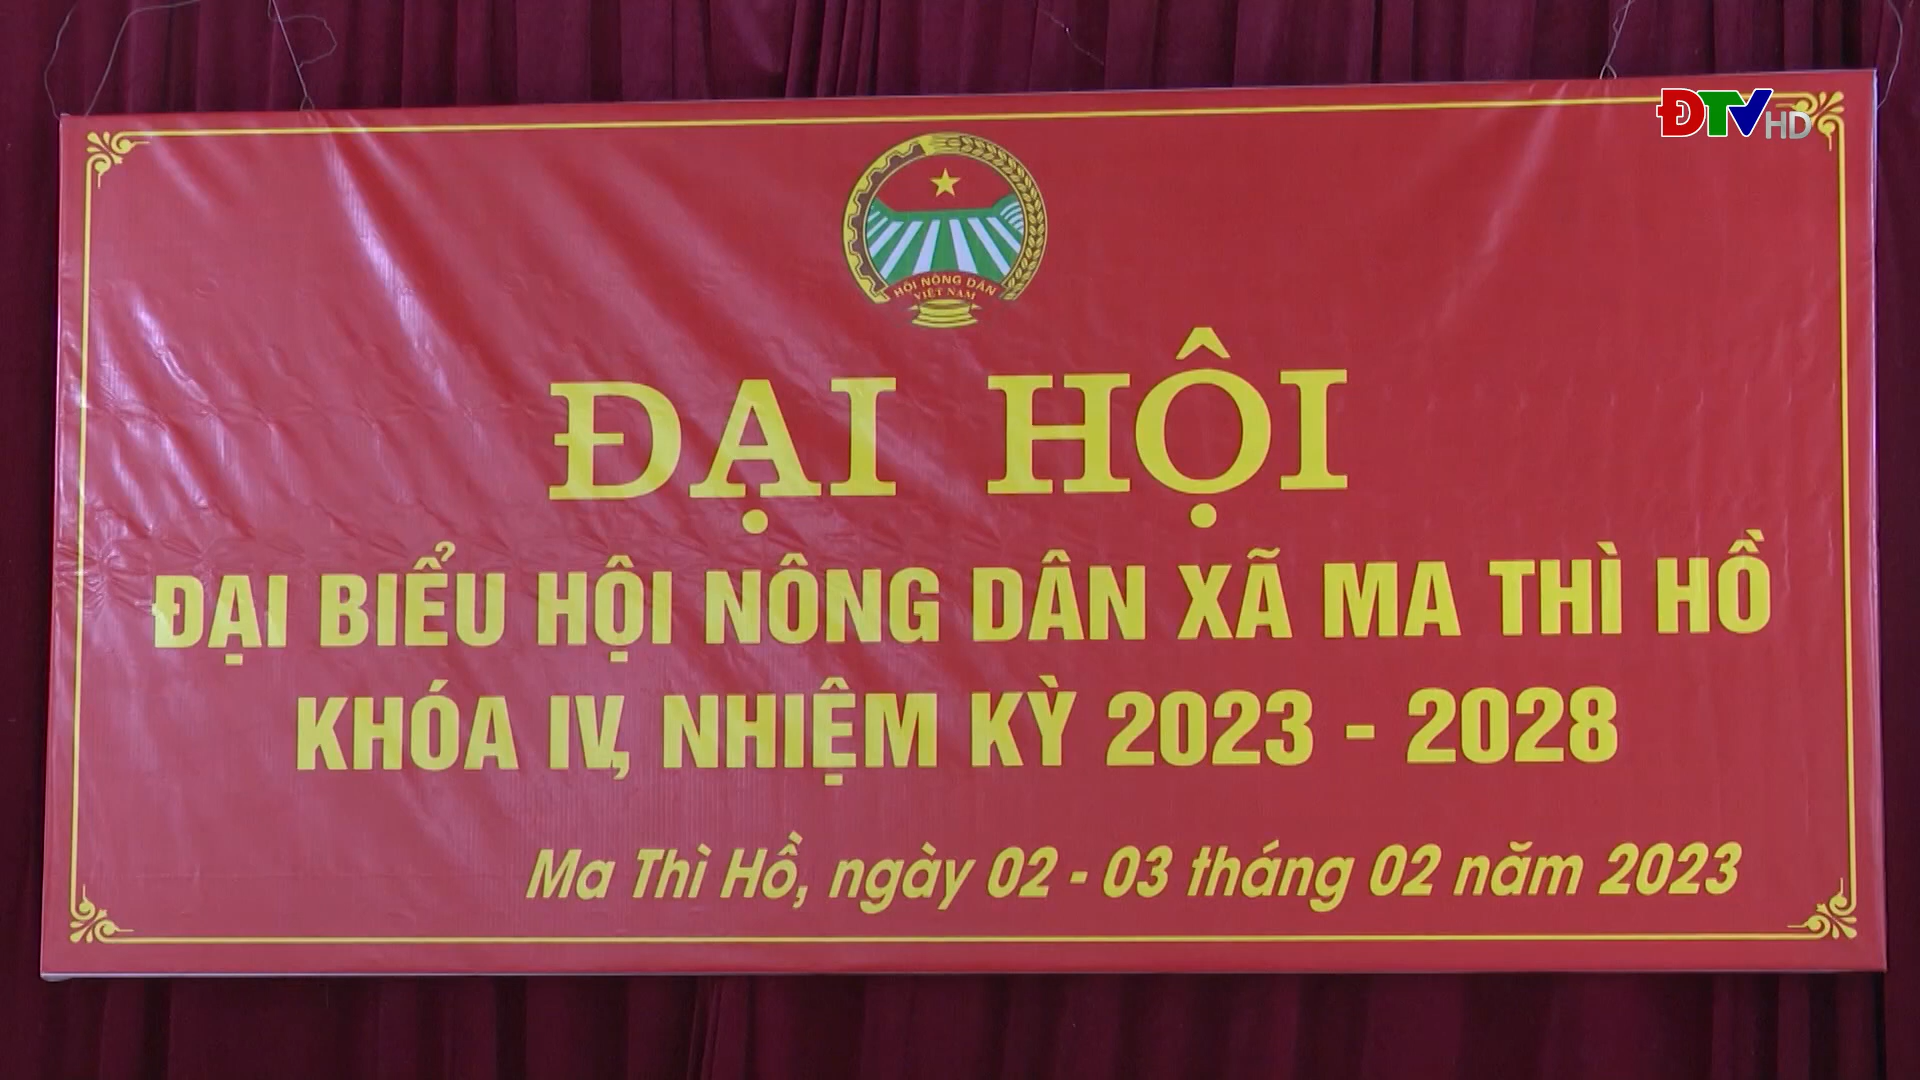 ĐTV HD
HỘI NÔNG DÂN
VIỆT NAM
ĐẠI HỘI
ĐẠI BIỂU HỘI NÔNG DÂN XÃ MA THÌ HỒ
KHÓA IV, NHIỆM KỲ 2023 - 2028
Ma Thì Hồ, ngày 02 - 03 tháng 02 năm 2023